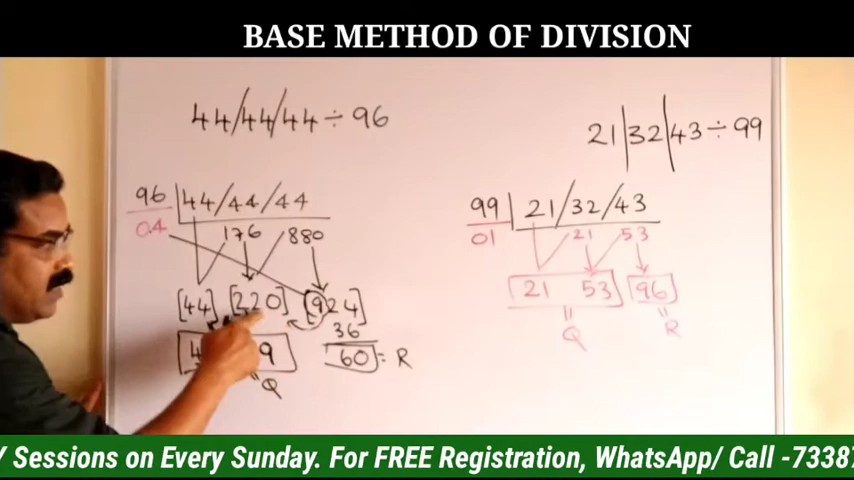 BASE METHOD OF DIVISION
44/44/44 ÷ 96
96 | 44/44/44
04
176 880
[44] [220] [924]
36
4 9 60 = R
= Q
21|32|43 ÷ 99
99 | 21/32/43
01 21 53
21 53 96
= =
Q R
Sessions on Every Sunday. For FREE Registration, WhatsApp/ Call -7338